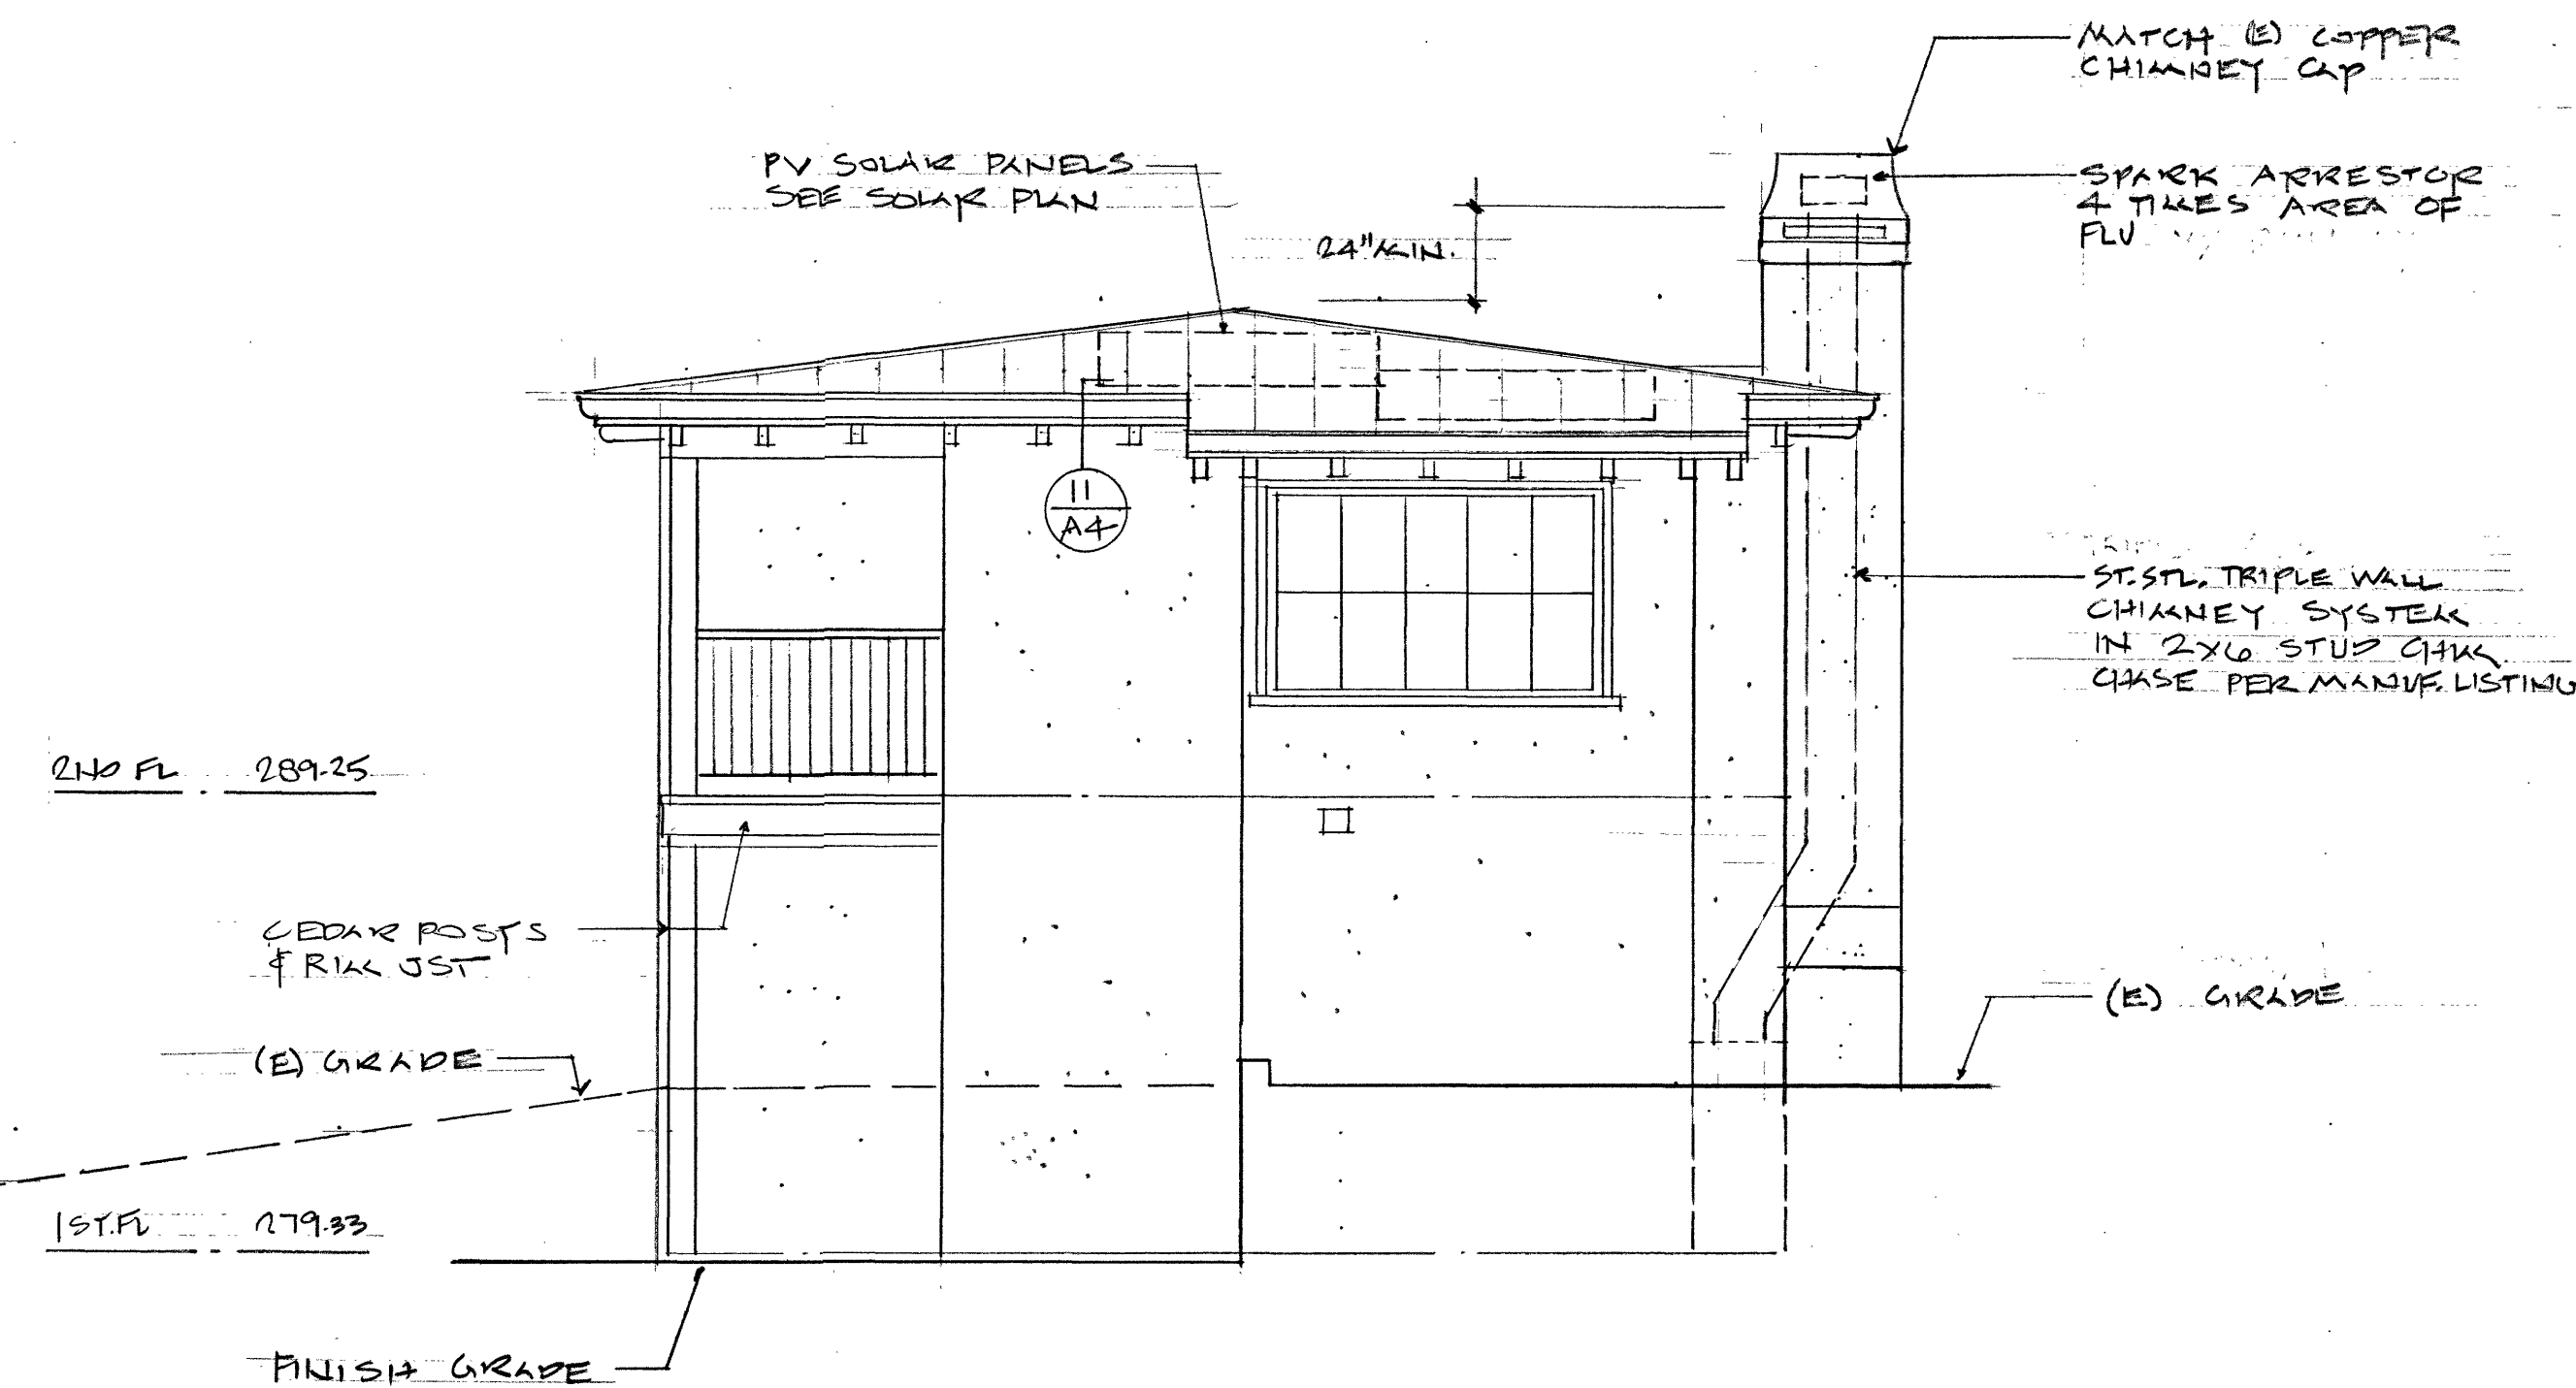 MATCH (E) COPPER
CHIMNEY CAP
PV SOLAR PANELS
SEE SOLAR PLAN
SPARK ARRESTOR
4 TIMES AREA OF
FLU
24" MIN.
11
A4
ST. STL. TRIPLE WALL
CHIMNEY SYSTEM
IN 2X6 STUD
CHASE PER MANUF. LISTING
2ND FL 289.25
CEDAR POSTS
& RIM JST
(E) GRADE
(E) GRADE
1ST. FL 279.33
FINISH GRADE